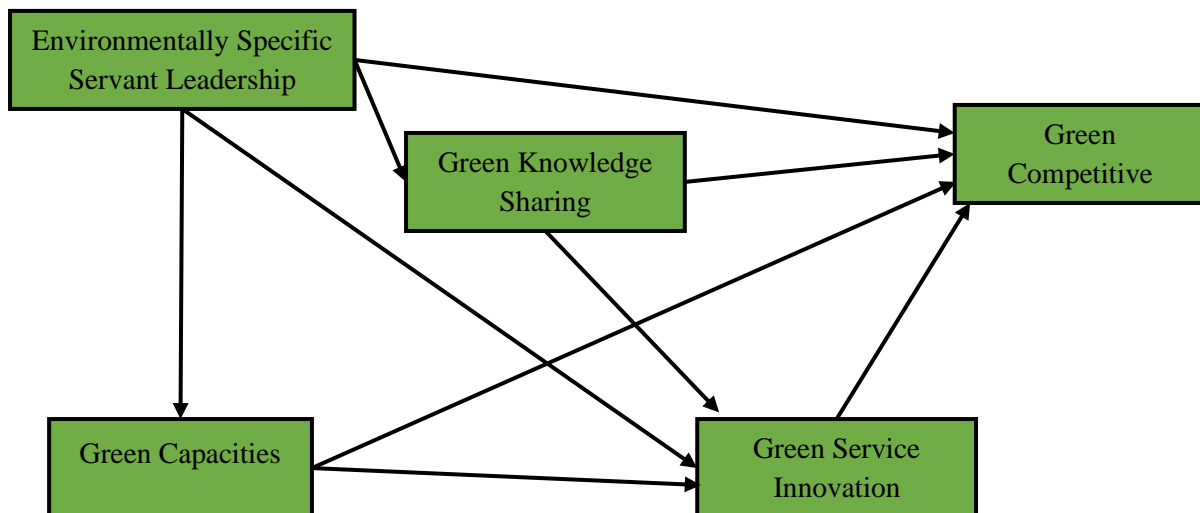 Environmentally Specific
Servant Leadership
Green Knowledge
Sharing
Green
Competitive
Green Capacities
Green Service
Innovation